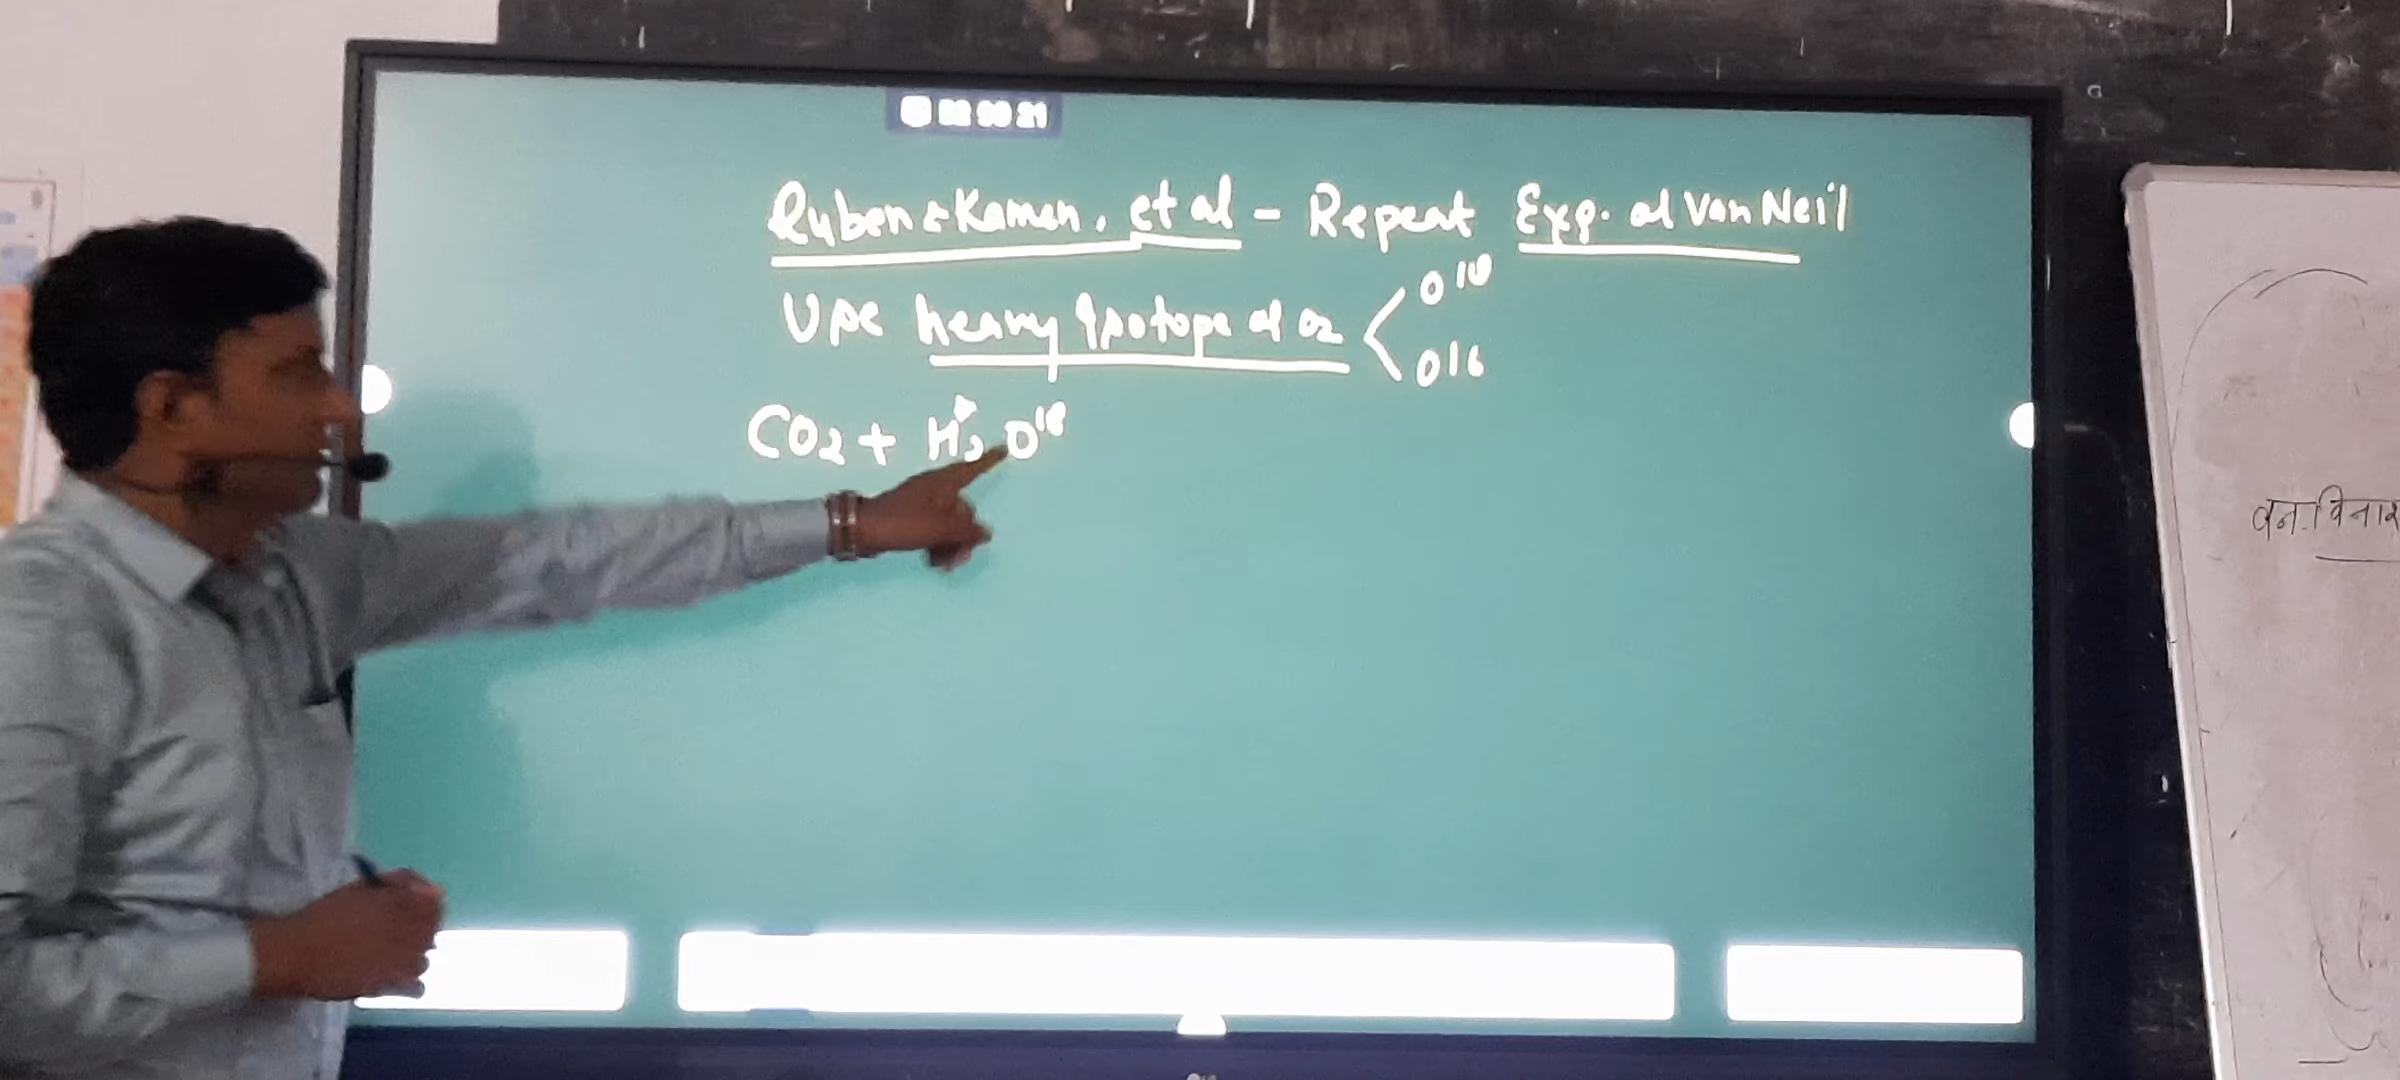 Ruben & Kamen, et al - Repeat Exp. of Van Neil
Use heavy isotope of O2 < O18
O16
CO2 + H2O18
वन विनाश